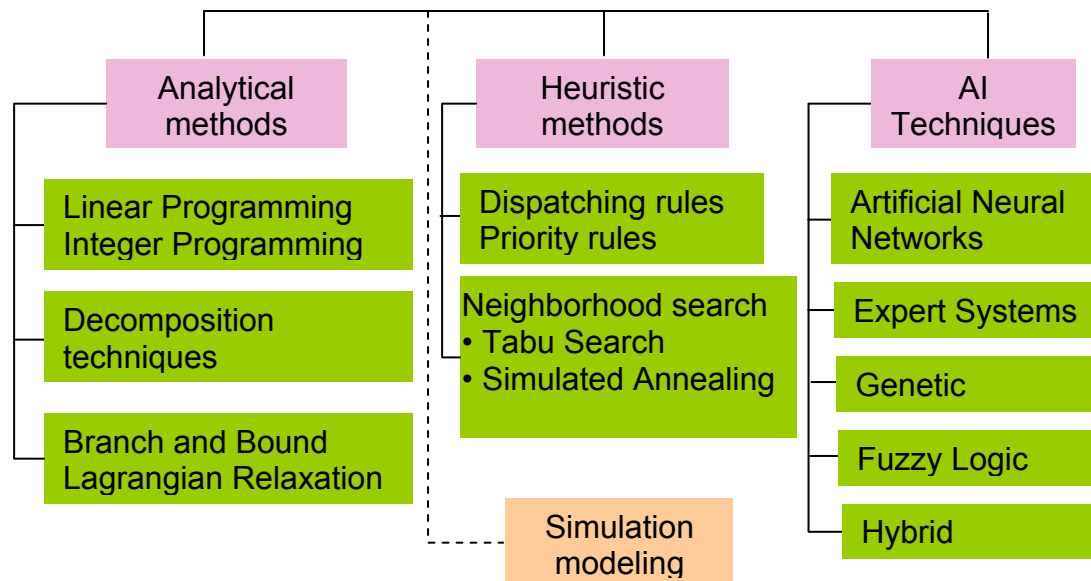 Analytical
methods
Linear Programming
Integer Programming
Decomposition
techniques
Branch and Bound
Lagrangian Relaxation
Heuristic
methods
Dispatching rules
Priority rules
Neighborhood search
• Tabu Search
• Simulated Annealing
Simulation
modeling
AI
Techniques
Artificial Neural
Networks
Expert Systems
Genetic
Fuzzy Logic
Hybrid